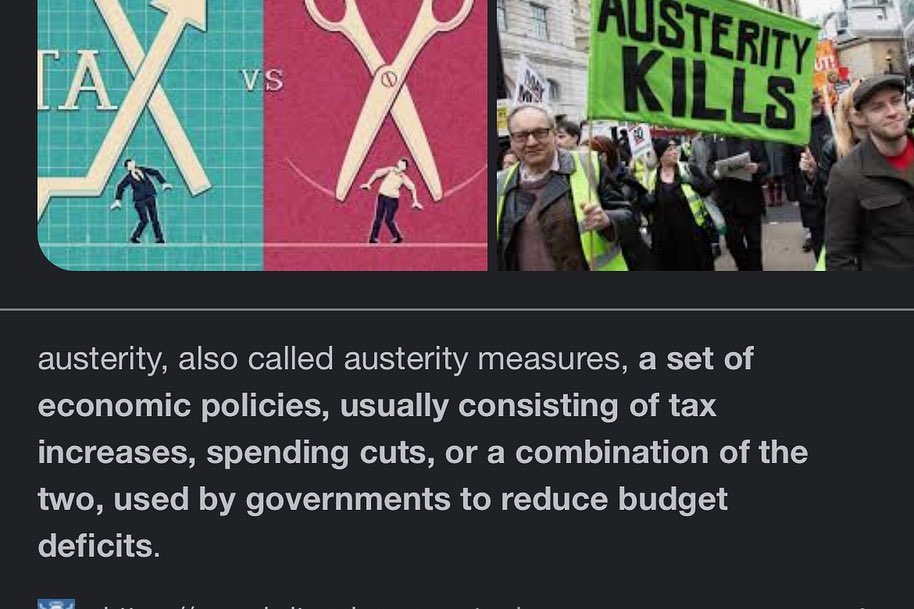 TAX
VS
AUSTERITY
KILLS
austerity, also called austerity measures, a set of
economic policies, usually consisting of tax
increases, spending cuts, or a combination of the
two, used by governments to reduce budget
deficits.